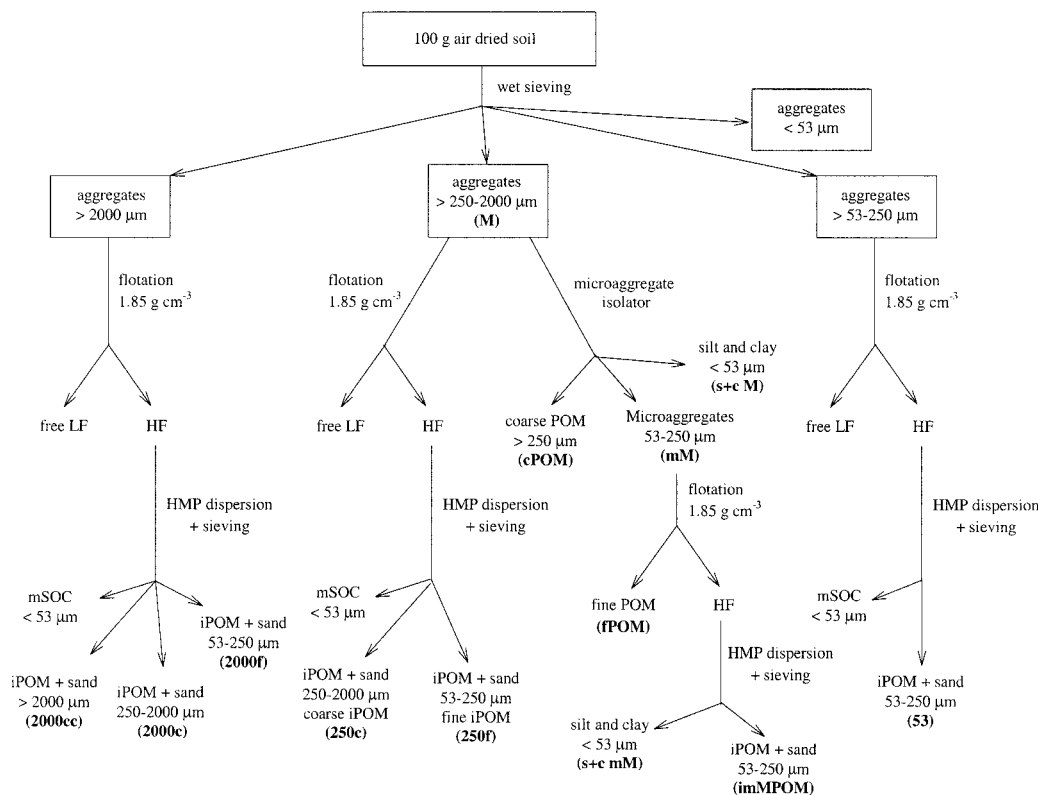 100 g air dried soil
wet sieving
aggregates
< 53 µm
aggregates
> 2000 µm
aggregates
> 250-2000 µm
(M)
aggregates
> 53-250 µm
flotation
1.85 g cm⁻³
flotation
1.85 g cm⁻³
microaggregate
isolator
flotation
1.85 g cm⁻³
silt and clay
< 53 µm
(s+c M)
free LF
HF
free LF
HF
coarse POM
> 250 µm
(cPOM)
Microaggregates
53-250 µm
(mM)
free LF
HF
HMP dispersion
+ sieving
HMP dispersion
+ sieving
flotation
1.85 g cm⁻³
HMP dispersion
+ sieving
mSOC
< 53 µm
iPOM + sand
53-250 µm
(2000f)
mSOC
< 53 µm
fine POM
(fPOM)
HF
mSOC
< 53 µm
iPOM + sand
> 2000 µm
(2000cc)
iPOM + sand
250-2000 µm
(2000c)
iPOM + sand
250-2000 µm
coarse iPOM
(250c)
iPOM + sand
53-250 µm
fine iPOM
(250f)
HMP dispersion
+ sieving
iPOM + sand
53-250 µm
(53)
silt and clay
< 53 µm
(s+c mM)
iPOM + sand
53-250 µm
(imMPOM)